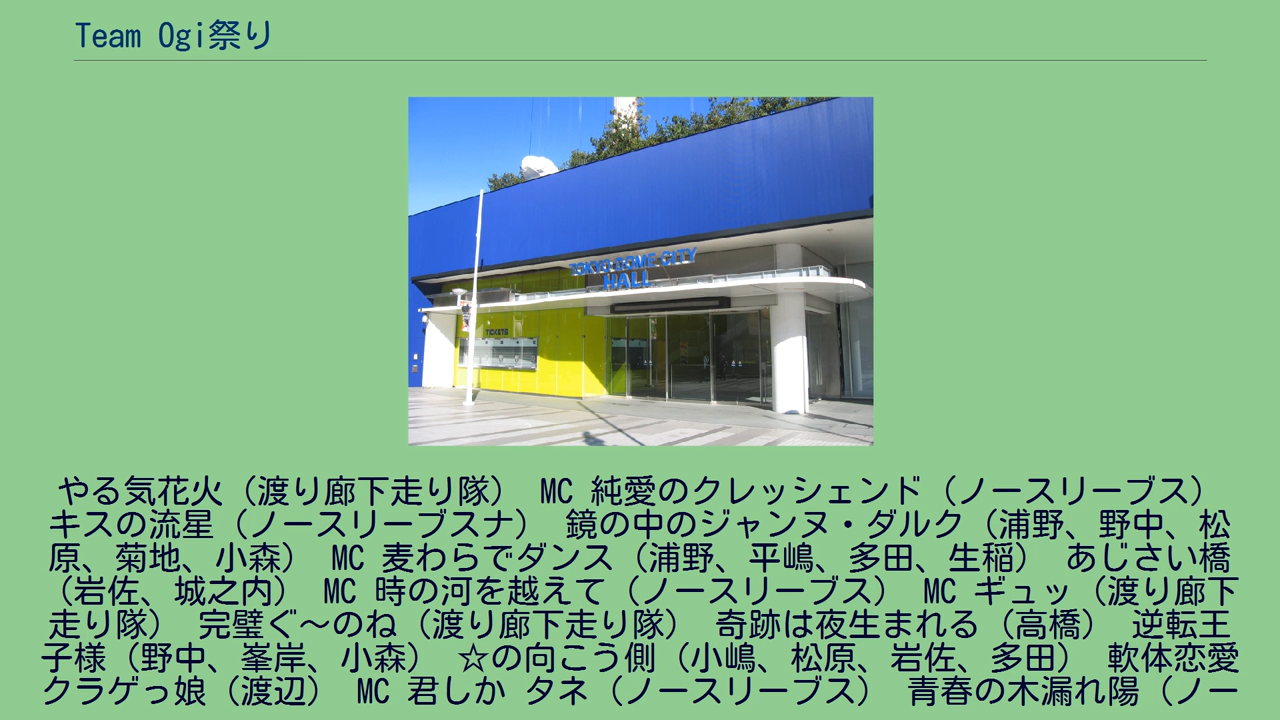 Team Ogi祭り
TOKYO DOME CITY
HALL
TICKETS
やる気花火（渡り廊下走り隊） MC 純愛のクレッシェンド（ノースリーブス）
キスの流星（ノースリーブスナ） 鏡の中のジャンヌ・ダルク（浦野、野中、松
原、菊地、小森） MC 麦わらでダンス（浦野、平嶋、多田、生稲） あじさい橋
（岩佐、城之内） MC 時の河を越えて（ノースリーブス） MC ギュッ（渡り廊下
走り隊） 完璧ぐ〜のね（渡り廊下走り隊） 奇跡は夜生まれる（高橋） 逆転王
子様（野中、峯岸、小森） ☆の向こう側（小嶋、松原、岩佐、多田） 軟体恋愛
クラゲっ娘（渡辺） MC 君しか タネ（ノースリーブス） 青春の木漏れ陽（ノー